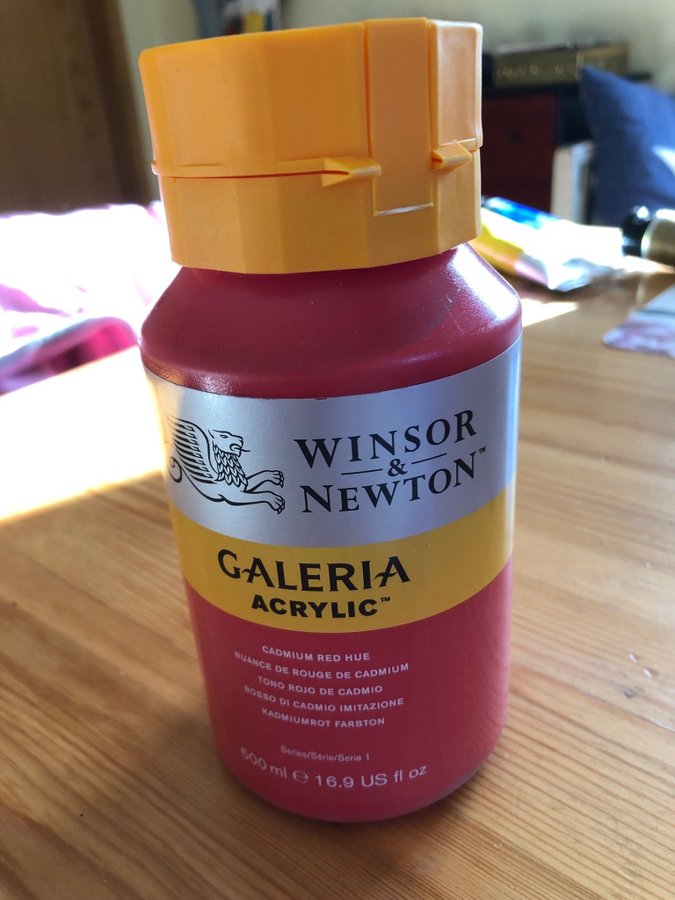 WINSOR
&
NEWTON™
GALERIA
ACRYLIC™
CADMIUM RED HUE
NUANCE DE ROUGE DE CADMIUM
TONO ROJO DE CADMIO
ROSSO DI CADMIO IMITAZIONE
KADMIUMROT FARBTON
Series/Série/Serie 1
500 ml ℮ 16.9 US fl oz